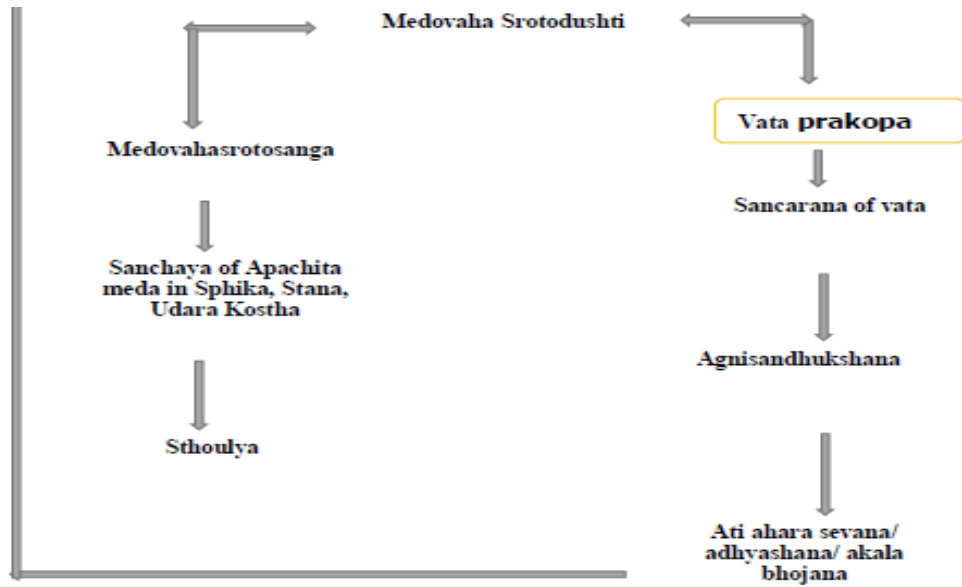 Medovaha Srotodushti
Medovahasrotosanga
Sanchaya of Apachita
meda in Sphika, Stana,
Udara Kostha
Sthoulya
Vata prakopa
Sancarana of vata
Agnisandhukshana
Ati ahara sevana/
adhyashana/ akala
bhojana